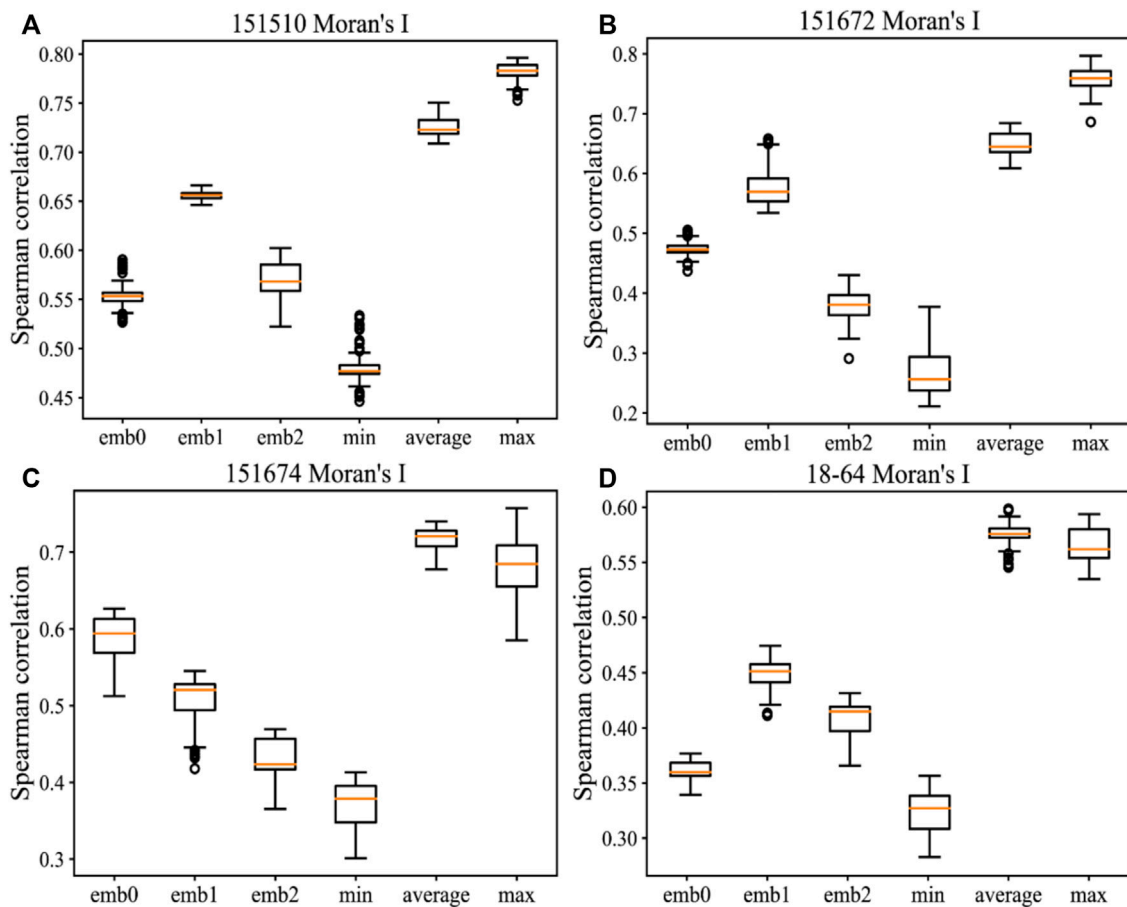 A
151510 Moran's I
Spearman correlation
0.80
0.75
0.70
0.65
0.60
0.55
0.50
0.45
emb0 emb1 emb2 min average max
B
151672 Moran's I
Spearman correlation
0.8
0.7
0.6
0.5
0.4
0.3
0.2
emb0 emb1 emb2 min average max
C
151674 Moran's I
Spearman correlation
0.7
0.6
0.5
0.4
0.3
emb0 emb1 emb2 min average max
D
18-64 Moran's I
Spearman correlation
0.60
0.55
0.50
0.45
0.40
0.35
0.30
emb0 emb1 emb2 min average max